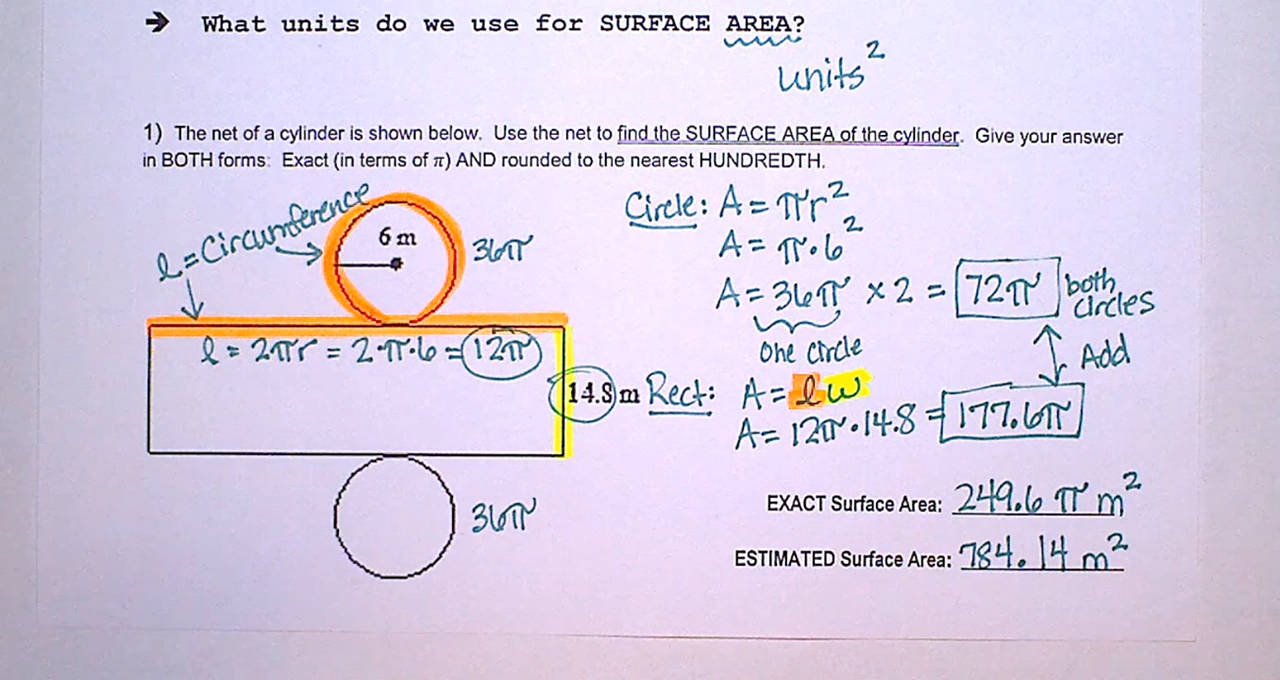 ➔ What units do we use for SURFACE AREA?
units²
1) The net of a cylinder is shown below. Use the net to find the SURFACE AREA of the cylinder. Give your answer
in BOTH forms: Exact (in terms of π) AND rounded to the nearest HUNDREDTH.
l = Circumference
6 m
36π
l = 2πr = 2·π·6 = 12π
14.8 m
36π
Circle: A = πr²
A = π·6²
A = 36π × 2 = 72π both circles
one circle
Add
Rect: A = lw
A = 12π·14.8 = 177.6π
EXACT Surface Area: 249.6 π m²
ESTIMATED Surface Area: 784.14 m²